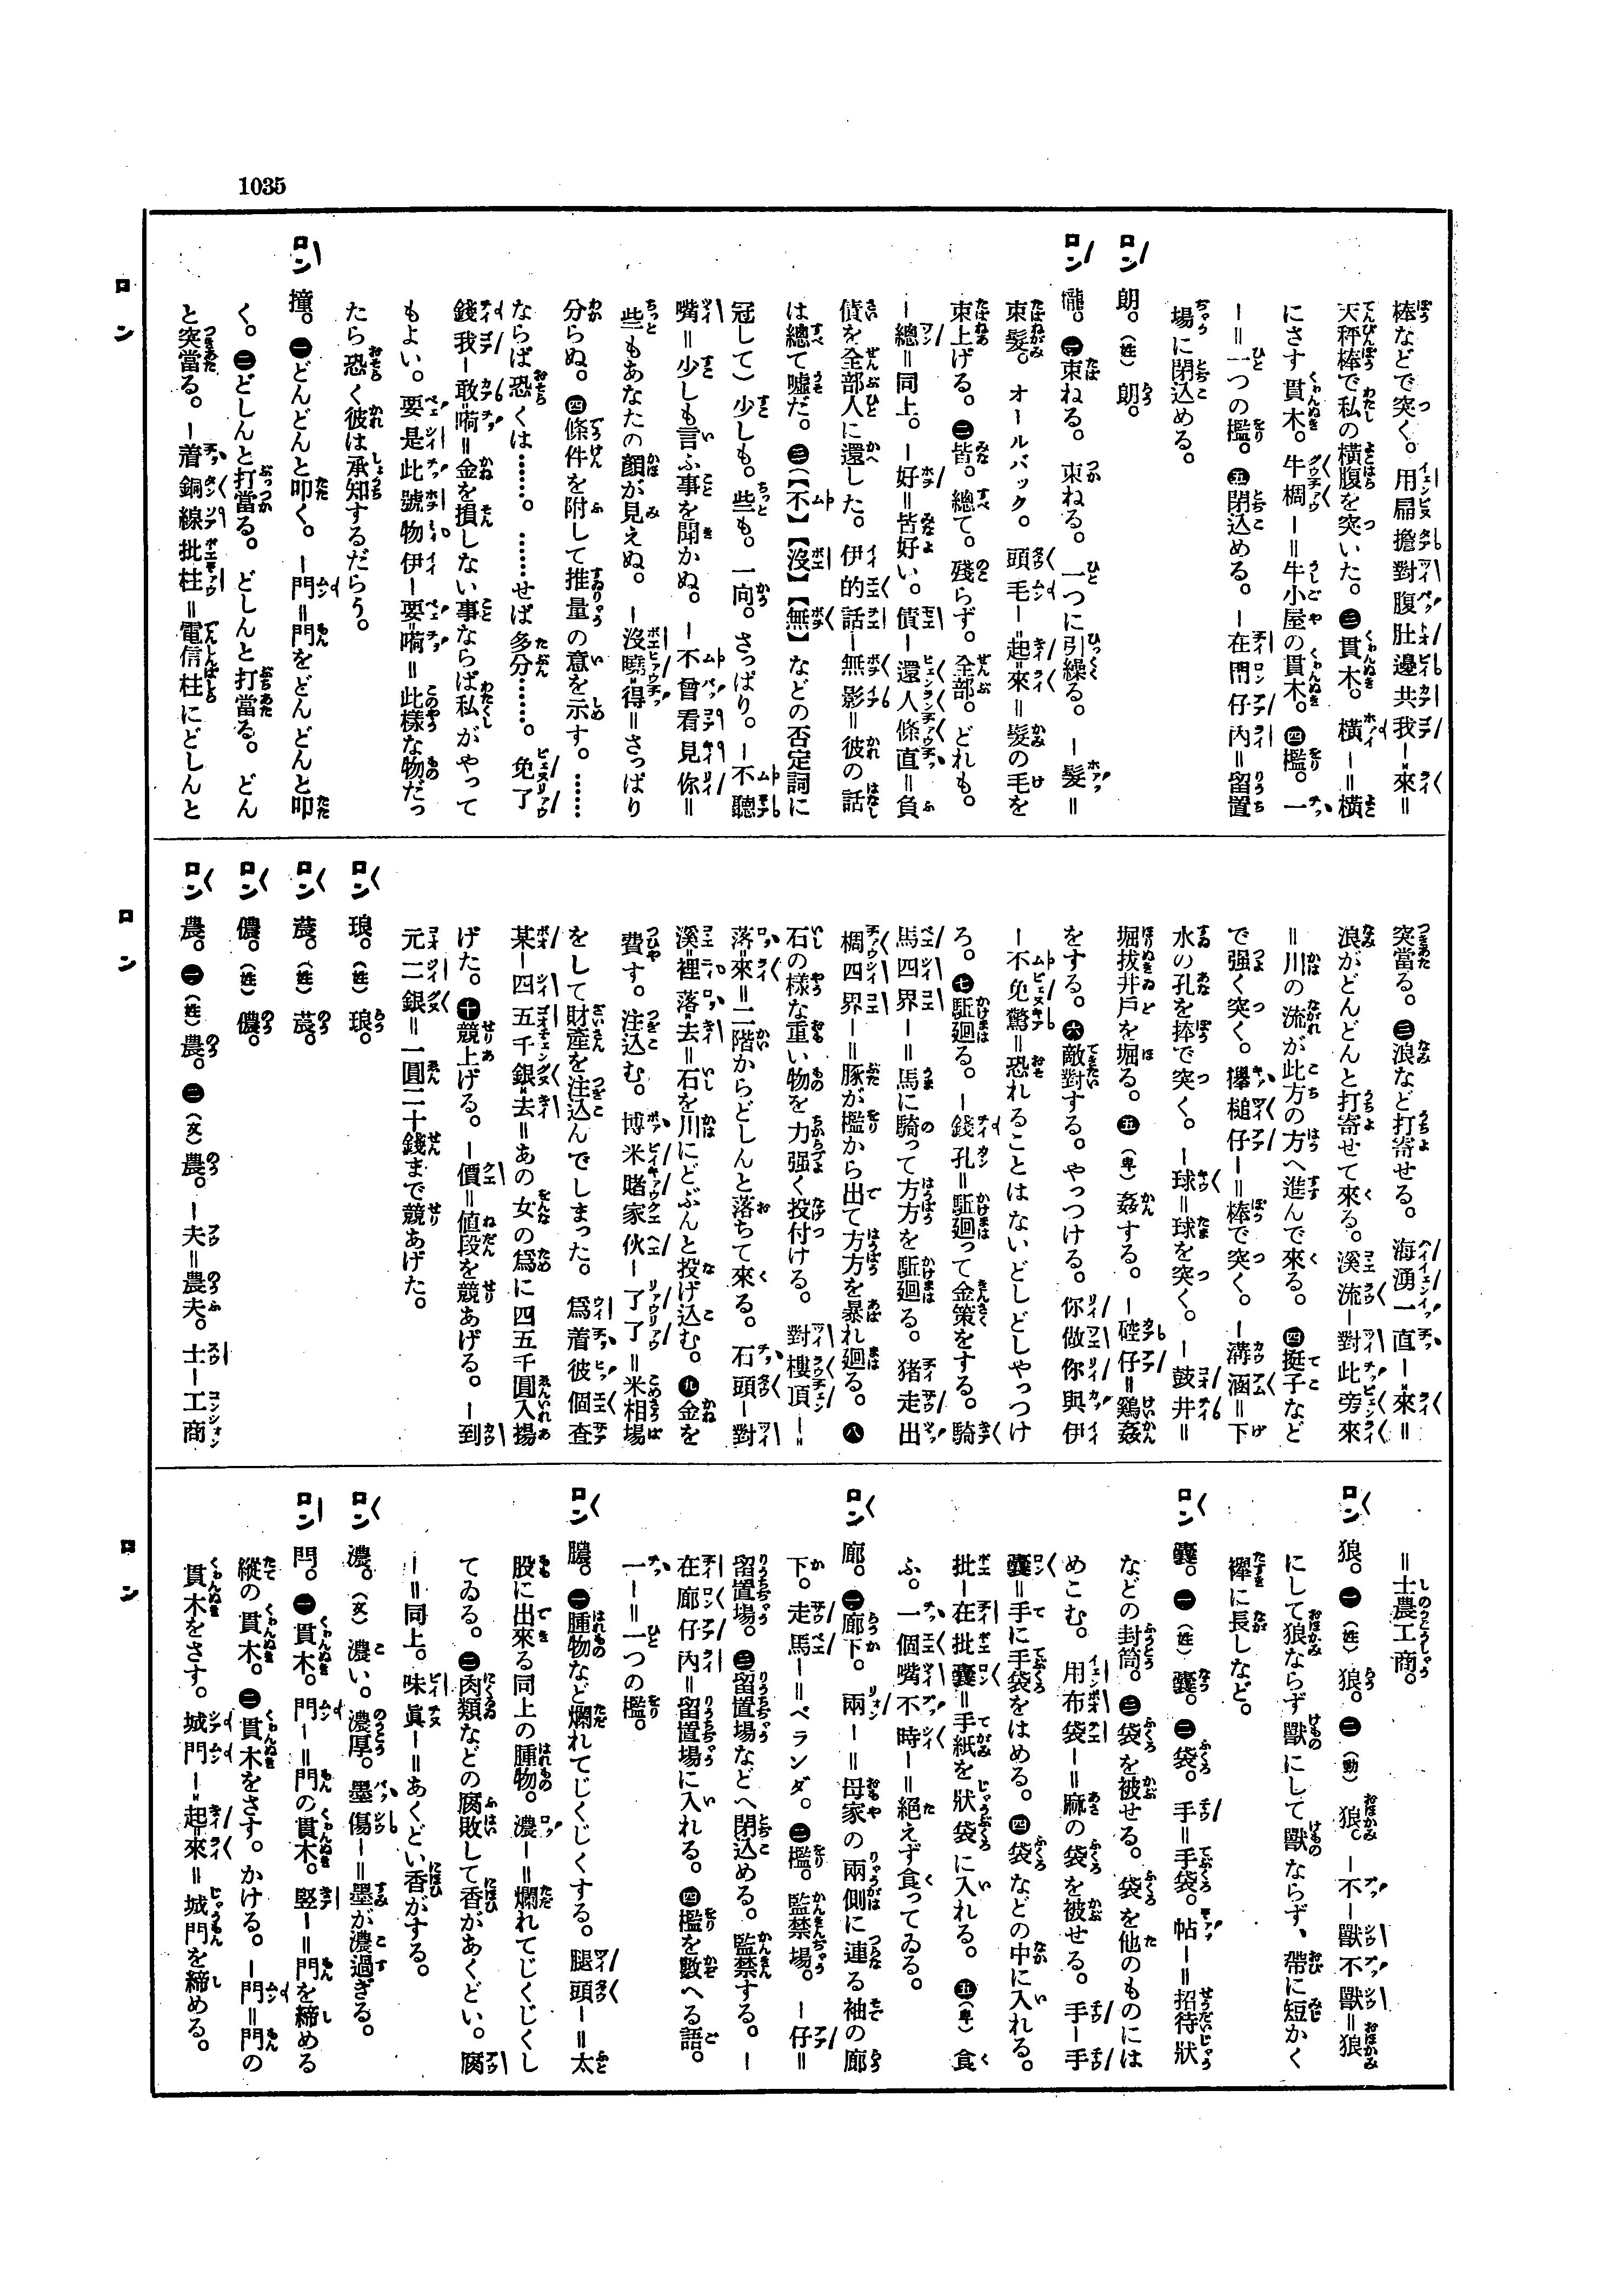 1035
棒などで突く。用扁擔對腹肚邊共我—來＝
天秤棒で私の横腹を突いた。㊂貫木。橫—＝橫
にさす貫木。牛椆—＝牛小屋の貫木。㊃檻。一
—＝一つの檻。㊄閉込める。—在閂仔內＝留置
場に閉込める。
ロン 朗。（姓）朗。
ロン ㊀束ねる。束ねる。一つに引繰る。—髮＝
束髮。オールバック。頭毛—起來＝髮の毛を
束上げる。㊁皆。總て。殘らず。全部。どれも。
—總＝同上。—好＝皆好い。債—還人條直＝負
債を全部人に還した。伊的話—無影＝彼の話
は總て噓だ。㊂【不】【沒】【無】などの否定詞に
冠して）少しも。些も。一向。さっぱり。—不聽
嘴＝少しも言ふ事を聞かぬ。—不曾看見你＝
些もあなたの顏が見えぬ。—沒曉得＝さっぱり
分らぬ。㊃條件を附して推量の意を示す。……
ならば恐くは……。……せば多分……。免了
錢我—敢嗬＝金を損しない事ならば私がやって
もよい。要是此號物伊—要嗬＝此樣な物だっ
たら恐く彼は承知するだらう。
ロン 撞。㊀どんどんと叩く。—門＝門をどんどんと叩
く。㊁どしんと打當る。どしんと打當る。どん
と突當る。—着銅線批柱＝電信柱にどしんと
突當る。㊂浪など打寄せる。海湧一直—來＝
浪がどんどんと打寄せて來る。溪流—對此旁來
＝川の流が此方の方へ進んで來る。㊃挺子など
で强く突く。—槌仔—＝棒で突く。—溝涵＝下
水の孔を捧で突く。—球＝球を突く。—鼓井＝
堀拔井戶を堀る。㊄（卑）姦する。—硿仔＝鷄姦
をする。㊅敵對する。やっつける。你做你與伊
—不免驚＝恐れることはないどしどしやっつけ
ろ。㊆駈廻る。—錢孔＝駈廻って金策をする。騎
馬四界—＝馬に騎って方方を駈廻る。猪走出
椆四界—＝豚が檻から出て方方を暴れ廻る。㊇
石の樣な重い物を力强く投付ける。對樓頂—
落來＝二階からどしんと落ちて來る。石頭—對
溪裡落去＝石を川にどぶんと投げ込む。㊈金を
費す。注込む。博米賭家伙—了了＝米相場
をして財產を注込んでしまった。爲着彼個查
某—四五千銀去＝あの女の爲に四五千圓入揚
げた。㊉競上げる。—價＝値段を競あげる。—到
元二銀＝一圓二十錢まで競あげた。
ロン 琅。（姓）琅。
ロン 莀。（姓）莀。
ロン 儂。（姓）儂。
ロン 農。㊀（姓）農。㊁（文）農。—夫＝農夫。士—工商
＝士農工商。
ロン 狼。㊀（姓）狼。㊁（動）狼。—不—獸不獸＝狼
にして狼ならず獸にして獸ならず、帶に短かく
襷に長しなど。
ロン 囊。㊀（姓）囊。㊁袋。手＝手袋。帖—＝招待狀
などの封筒。㊂袋を被せる。袋を他のものには
めこむ。用布袋—＝麻の袋を被せる。手—手
囊＝手に手袋をはめる。㊃袋などの中に入れる。
批—在批囊＝手紙を狀袋に入れる。㊄（卑）食
ふ。一個嘴不時—＝絕えず食ってゐる。
ロン 廊。㊀廊下。兩—＝母家の兩側に連る袖の廊
下。走馬—＝ベランダ。㊁檻。監禁場。—仔＝
留置場。㊂留置場などへ閉込める。監禁する。—
在廊仔內＝留置場に入れる。㊃檻を數へる語。
一—＝一つの檻。
ロン 膿。㊀腫物など爛れてじくじくする。腿頭—＝太
股に出來る同上の腫物。濃—＝爛れてじくじくし
てゐる。㊁肉類などの腐敗して香があくどい。腐
—＝同上。味眞—＝あくどい香がする。
ロン 濃。（文）濃い。濃厚。墨傷—＝墨が濃過ぎる。
ロン 閂。㊀貫木。門—＝門の貫木。竪—＝門を締める
縱の貫木。㊁貫木をさす。かける。—門＝門の
貫木をさす。城門—起來＝城門を締める。
ロン
ロン
ロン